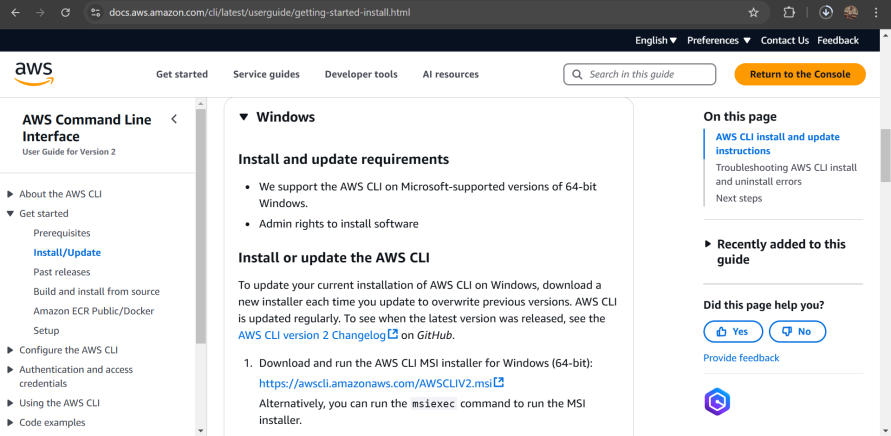 docs.aws.amazon.com/cli/latest/userguide/getting-started-install.html
English Preferences Contact Us Feedback
aws
Get started Service guides Developer tools AI resources
Search in this guide
Return to the Console
AWS Command Line
Interface
User Guide for Version 2
About the AWS CLI
Get started
Prerequisites
Install/Update
Past releases
Build and install from source
Amazon ECR Public/Docker
Setup
Configure the AWS CLI
Authentication and access
credentials
Using the AWS CLI
Code examples
Windows
Install and update requirements
• We support the AWS CLI on Microsoft-supported versions of 64-bit
Windows.
• Admin rights to install software
Install or update the AWS CLI
To update your current installation of AWS CLI on Windows, download a
new installer each time you update to overwrite previous versions. AWS CLI
is updated regularly. To see when the latest version was released, see the
AWS CLI version 2 Changelog on GitHub.
1. Download and run the AWS CLI MSI installer for Windows (64-bit):
https://awscli.amazonaws.com/AWSCLIV2.msi
Alternatively, you can run the msiexec command to run the MSI
installer.
On this page
AWS CLI install and update
instructions
Troubleshooting AWS CLI install
and uninstall errors
Next steps
Recently added to this
guide
Did this page help you?
Yes No
Provide feedback